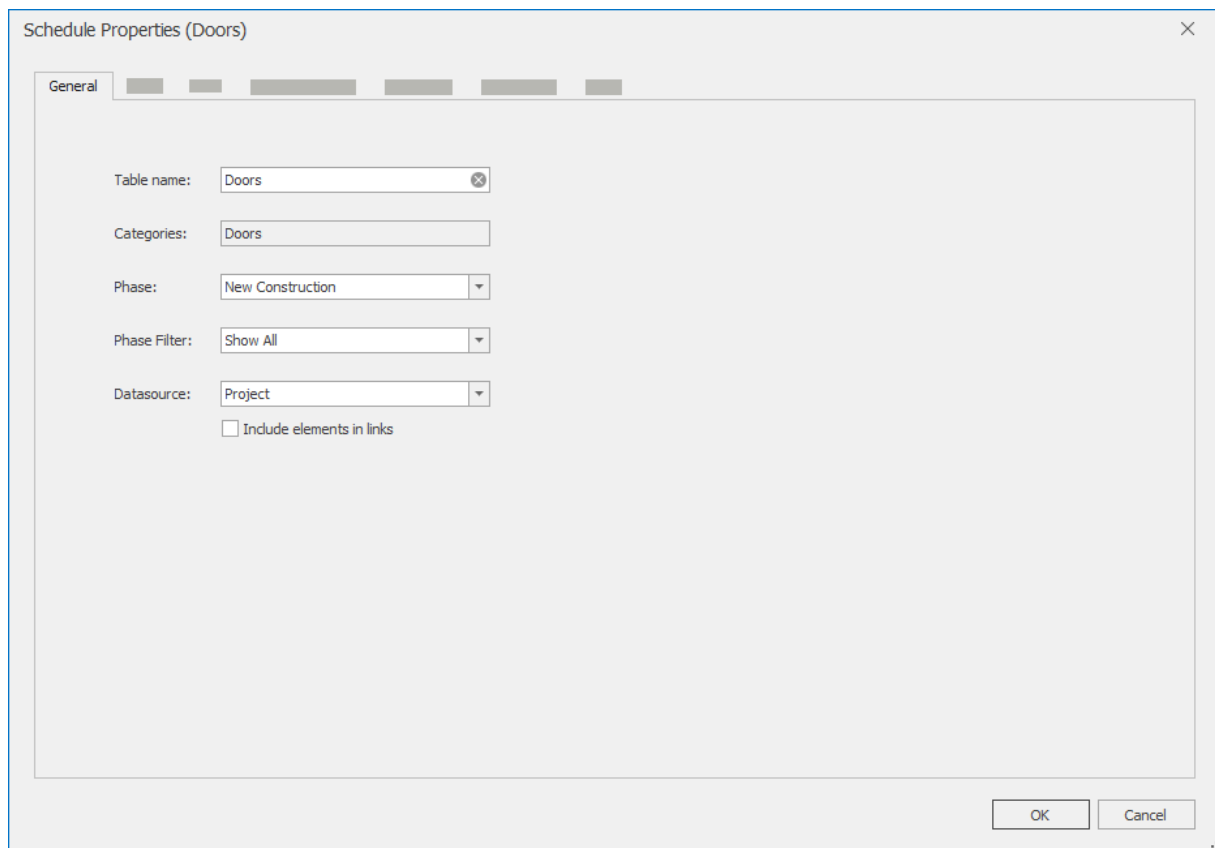 Schedule Properties (Doors)
General
Table name: Doors
Categories: Doors
Phase: New Construction
Phase Filter: Show All
Datasource: Project
Include elements in links
OK Cancel